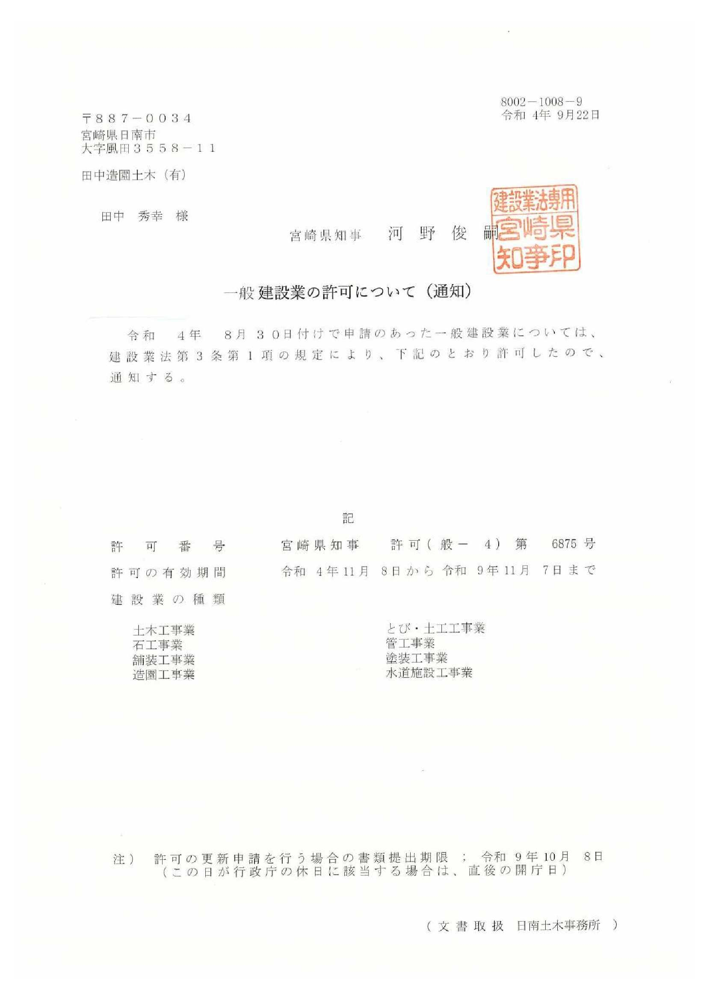 8002－1008－9
令和 4年 9月22日
〒８８７－００３４
宮崎県日南市
大字風田３５５８－１１
田中造園土木（有）
田中　秀幸　様
宮崎県知事　河野俊嗣
建設業法専用
宮崎県
知事印
一般 建設業の許可について（通知）
令和　4年　8月３０日付けで申請のあった一般建設業については、
建設業法第３条第１項の規定により、下記のとおり許可したので、
通知する。
記
許可番号　宮崎県知事　許可（般－　4）第　6875 号
許可の有効期間　令和　4年11月　8日から 令和　9年11月　7日まで
建設業の種類
土木工事業　とび・土工工事業
石工事業　管工事業
舗装工事業　塗装工事業
造園工事業　水道施設工事業
注）　許可の更新申請を行う場合の書類提出期限 ； 令和 9年10月　8日
（この日が行政庁の休日に該当する場合は、直後の開庁日）
（文書取扱　日南土木事務所　）